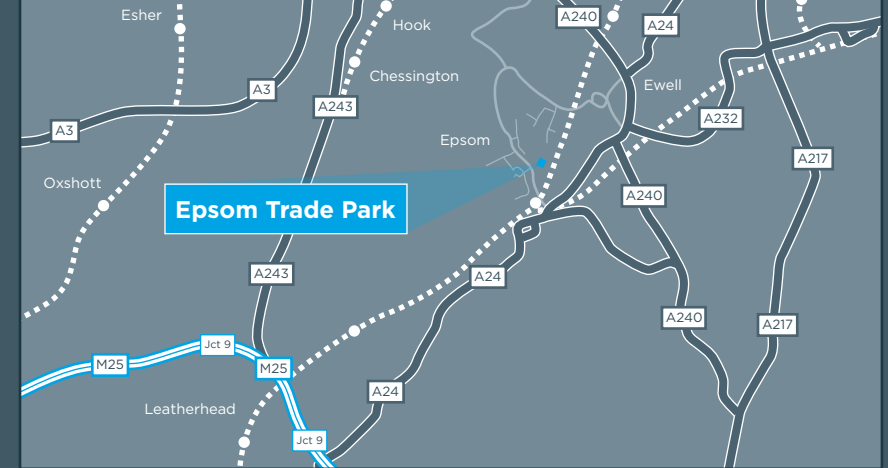 Esher
A240
A24
Hook
Chessington
Ewell
A3
A243
A3
A232
Epsom
A217
Oxshott
A240
Epsom Trade Park
A243
A24
A240
A217
Jct 9
M25
M25
A24
Leatherhead
Jct 9